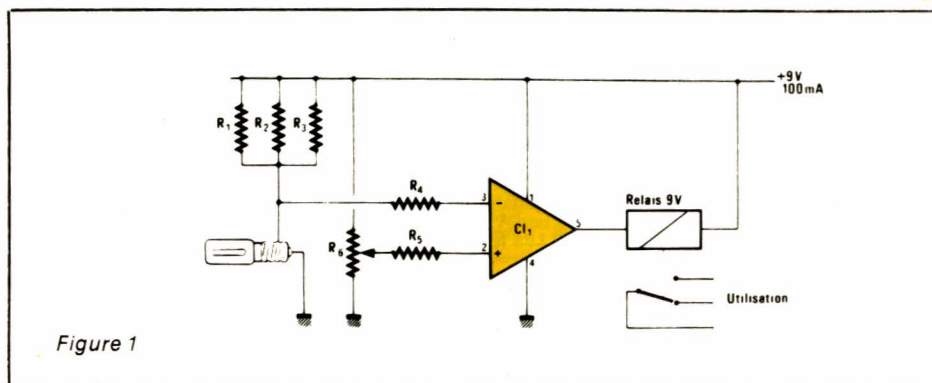 +9V
100mA
R1
R2
R3
R4
3
-
1
Relais 9V
CI1
5
R6
R5
2
+
4
Utilisation
Figure 1